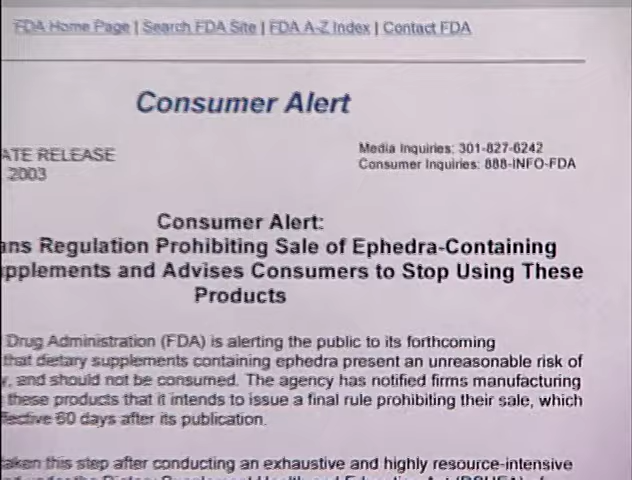 FDA Home Page | Search FDA Site | FDA A-Z Index | Contact FDA
Consumer Alert
ATE RELEASE
2003
Media Inquiries: 301-827-6242
Consumer Inquiries: 888-INFO-FDA
Consumer Alert:
ans Regulation Prohibiting Sale of Ephedra-Containing
pplements and Advises Consumers to Stop Using These
Products
Drug Administration (FDA) is alerting the public to its forthcoming
that dietary supplements containing ephedra present an unreasonable risk of
, and should not be consumed. The agency has notified firms manufacturing
these products that it intends to issue a final rule prohibiting their sale, which
fective 60 days after its publication.
aken this step after conducting an exhaustive and highly resource-intensive